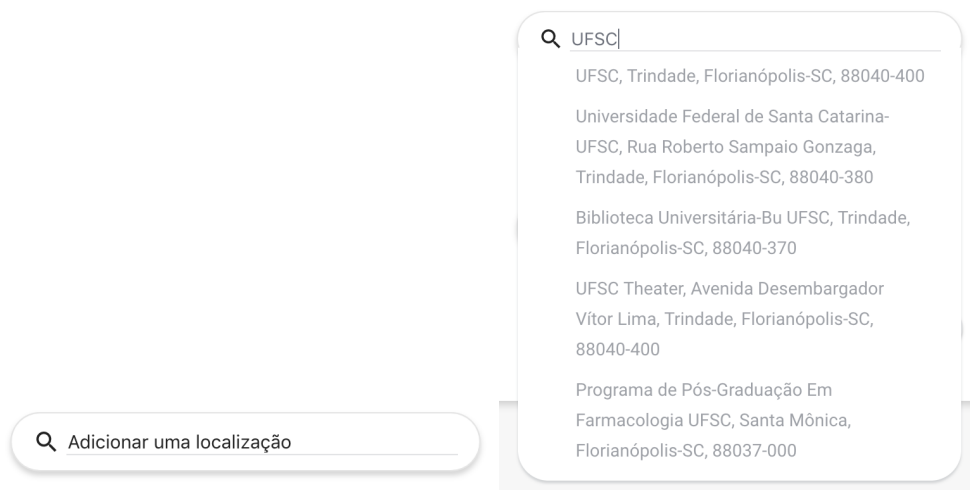 Adicionar uma localização
UFSC
UFSC, Trindade, Florianópolis-SC, 88040-400
Universidade Federal de Santa Catarina-
UFSC, Rua Roberto Sampaio Gonzaga,
Trindade, Florianópolis-SC, 88040-380
Biblioteca Universitária-Bu UFSC, Trindade,
Florianópolis-SC, 88040-370
UFSC Theater, Avenida Desembargador
Vítor Lima, Trindade, Florianópolis-SC,
88040-400
Programa de Pós-Graduação Em
Farmacologia UFSC, Santa Mônica,
Florianópolis-SC, 88037-000